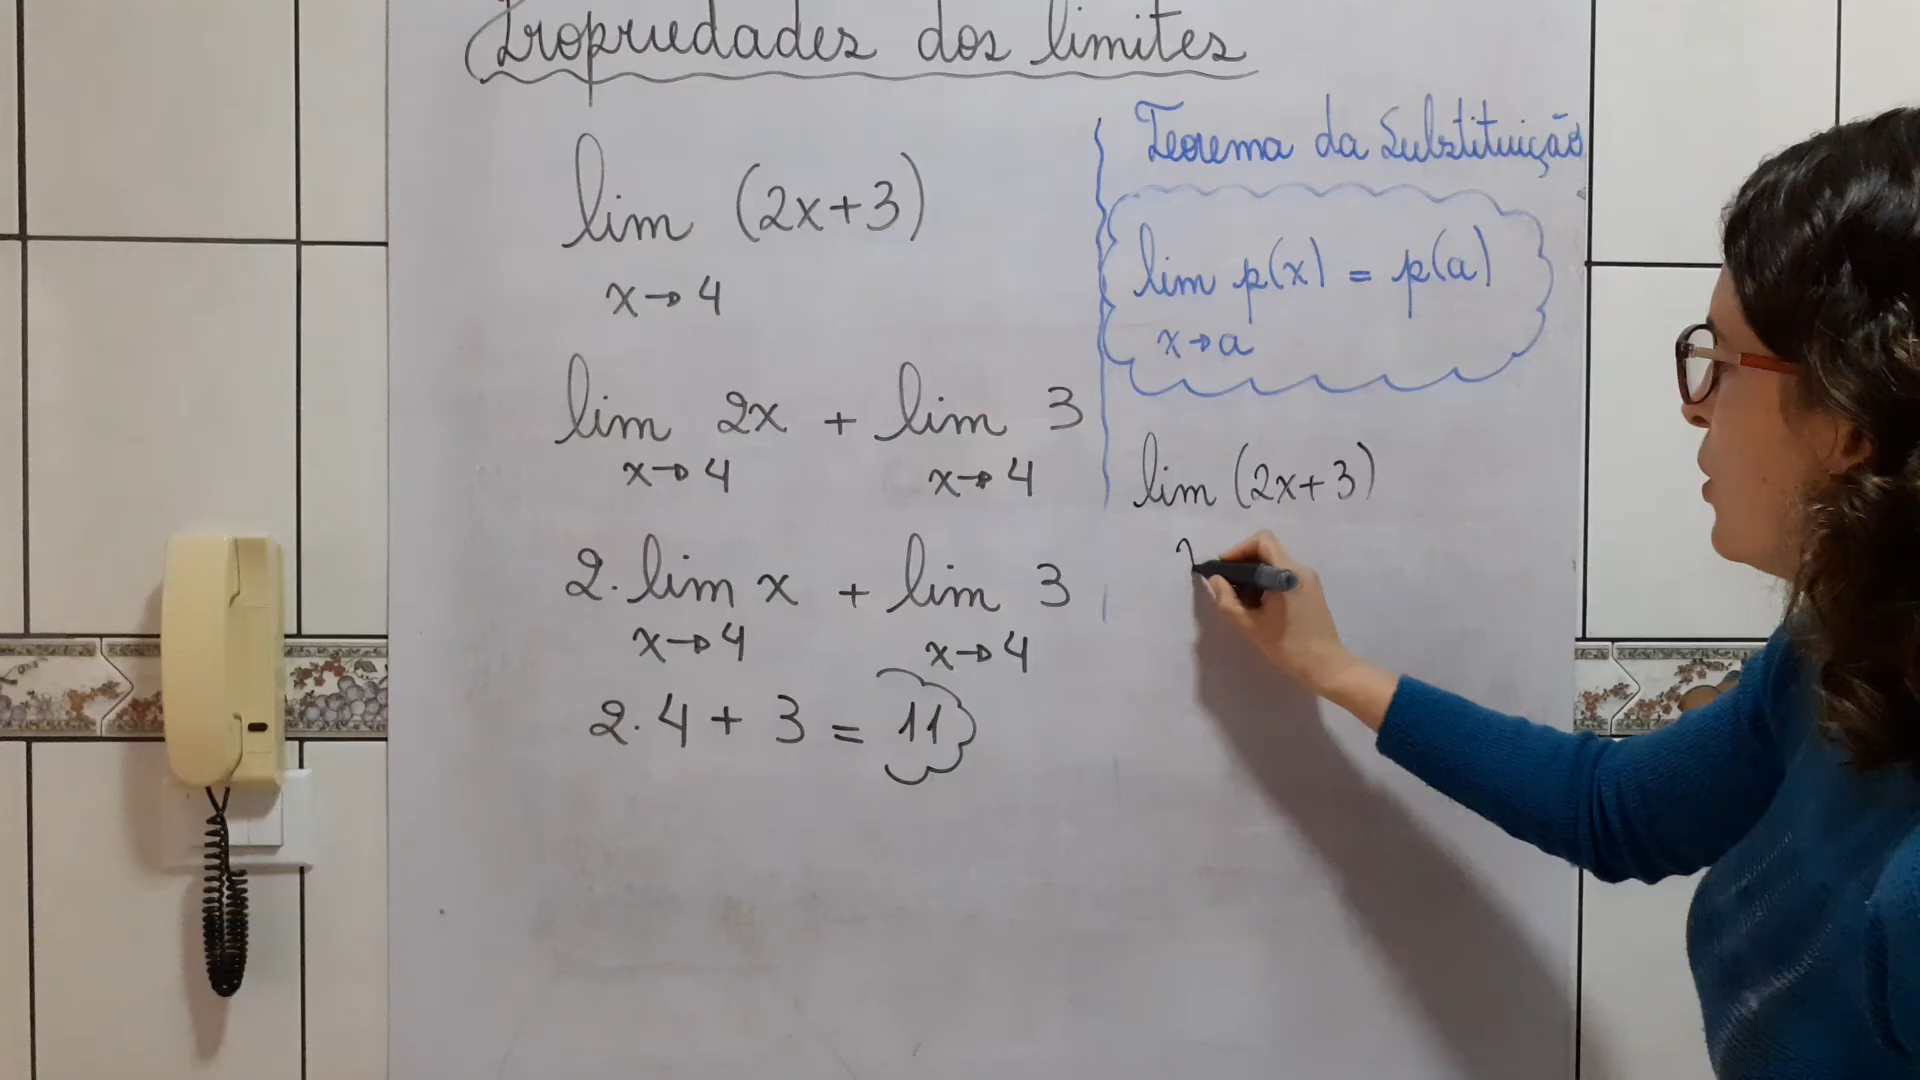 Propriedades dos limites
lim (2x+3)
x→4
lim 2x + lim 3
x→4 x→4
2. lim x + lim 3
x→4 x→4
2. 4 + 3 = 11
Teorema da Substituição
lim p(x) = p(a)
x→a
lim (2x+3)